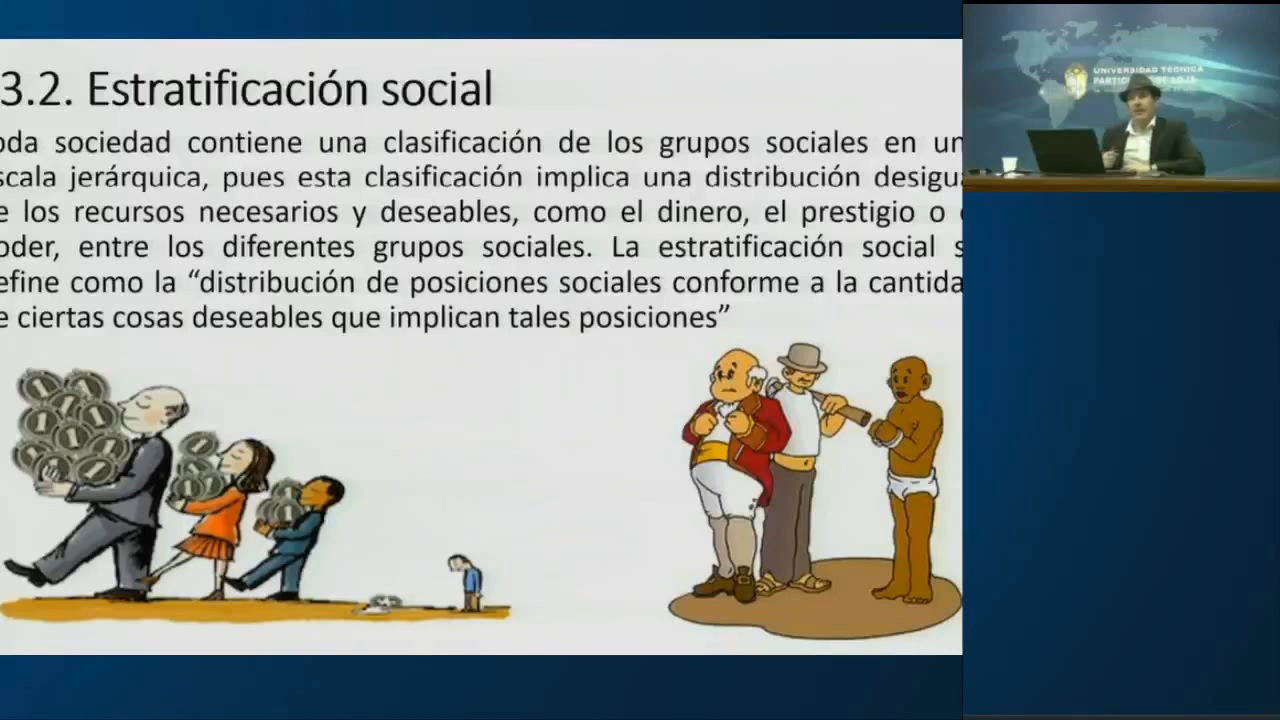 3.2. Estratificación social
oda sociedad contiene una clasificación de los grupos sociales en un
scala jerárquica, pues esta clasificación implica una distribución desigu
e los recursos necesarios y deseables, como el dinero, el prestigio o
oder, entre los diferentes grupos sociales. La estratificación social s
efine como la “distribución de posiciones sociales conforme a la cantida
e ciertas cosas deseables que implican tales posiciones”
UNIVERSIDAD TÉCNICA